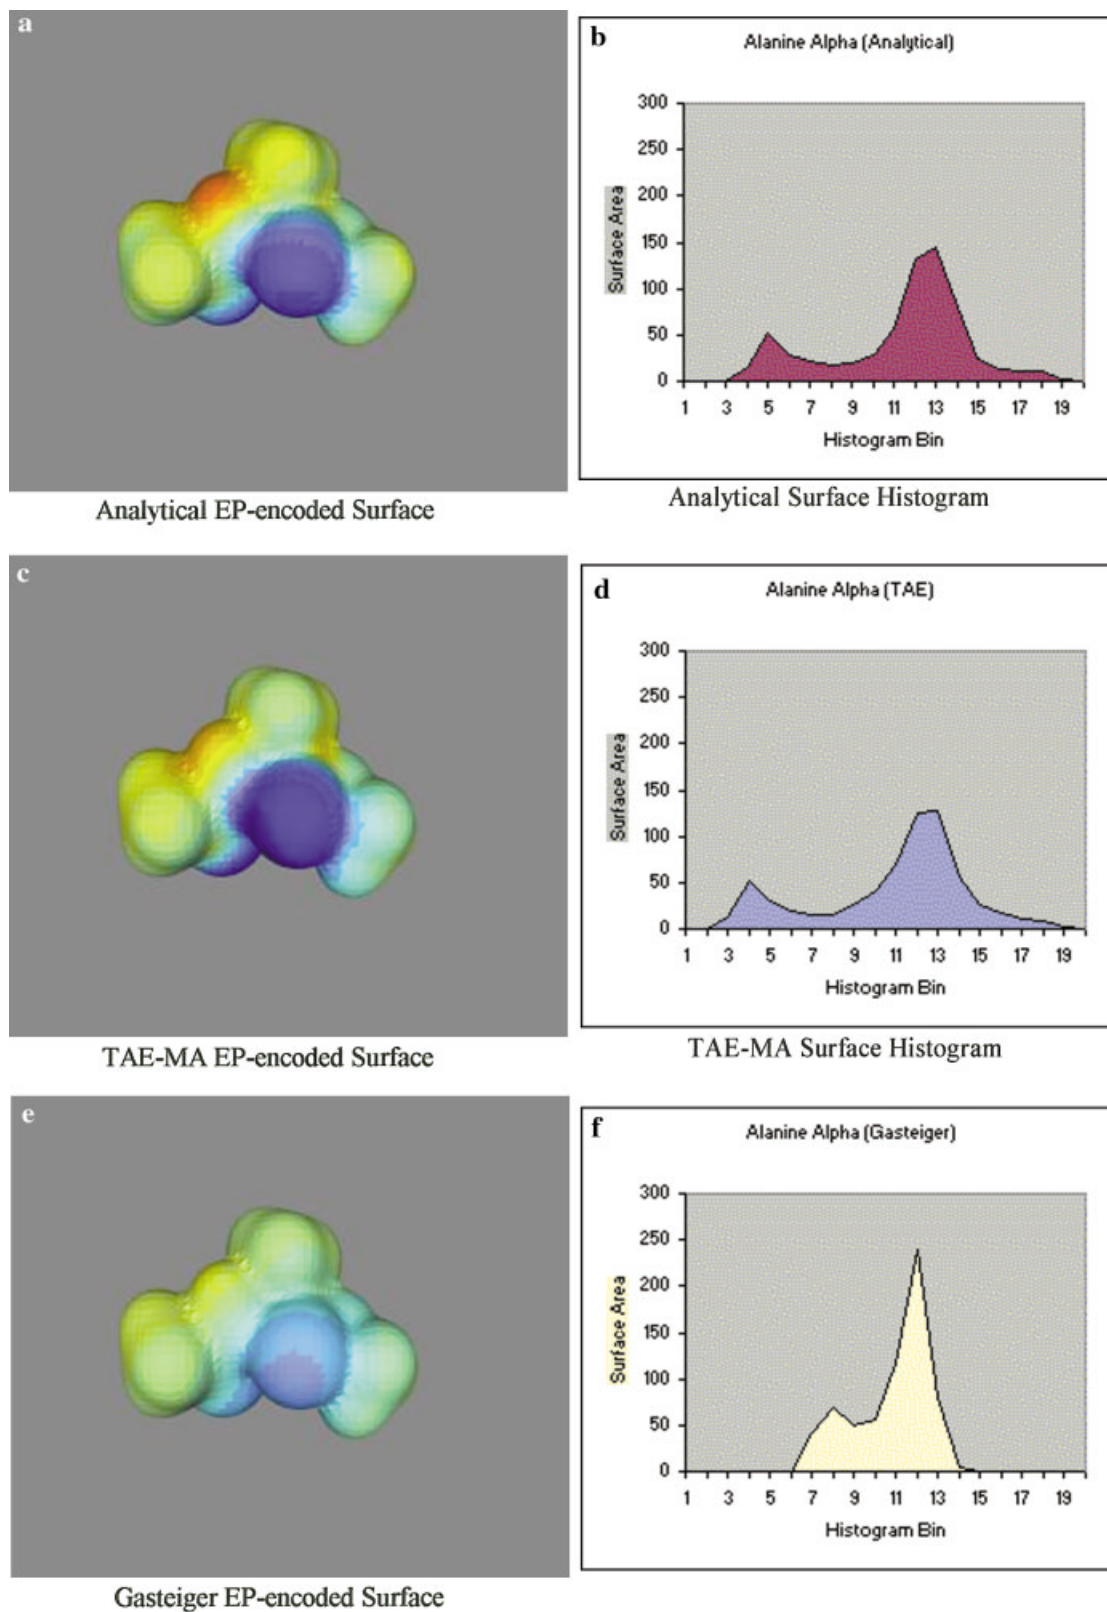 a
Analytical EP-encoded Surface
b
Alanine Alpha (Analytical)
300
250
200
150
100
50
0
Surface Area
1 3 5 7 9 11 13 15 17 19
Histogram Bin
Analytical Surface Histogram
c
TAE-MA EP-encoded Surface
d
Alanine Alpha (TAE)
300
250
200
150
100
50
0
Surface Area
1 3 5 7 9 11 13 15 17 19
Histogram Bin
TAE-MA Surface Histogram
e
Gasteiger EP-encoded Surface
f
Alanine Alpha (Gasteiger)
300
250
200
150
100
50
0
Surface Area
1 3 5 7 9 11 13 15 17 19
Histogram Bin